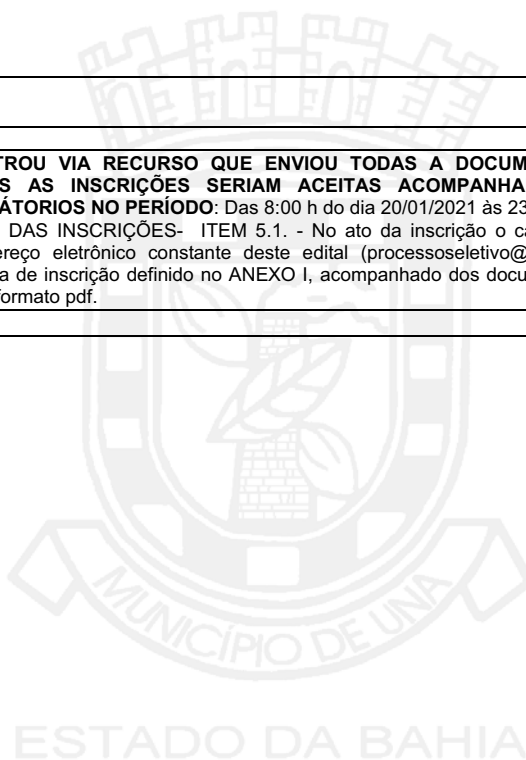 TROU VIA RECURSO QUE ENVIOU TODAS A DOCUM
S AS INSCRIÇÕES SERIAM ACEITAS ACOMPANHA
ÁTORIOS NO PERÍODO: Das 8:00 h do dia 20/01/2021 às 23
DAS INSCRIÇÕES- ITEM 5.1. - No ato da inscrição o ca
ereço eletrônico constante deste edital (processoseletivo@
a de inscrição definido no ANEXO I, acompanhado dos docu
formato pdf.
MUNICÍPIO DE UNA
ESTADO DA BAHIA